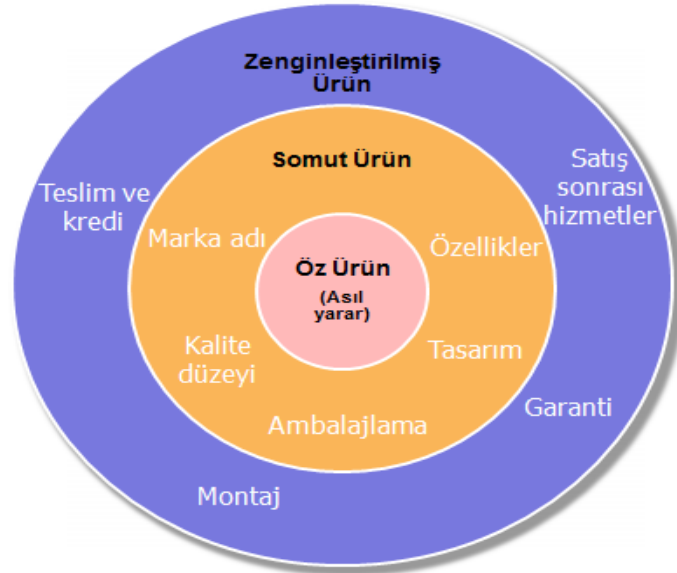 Zenginleştirilmiş
Ürün
Somut Ürün
Satış
sonrası
hizmetler
Teslim ve
kredi
Marka adı
Özellikler
Öz Ürün
(Asıl
yarar)
Kalite
düzeyi
Tasarım
Garanti
Ambalajlama
Montaj